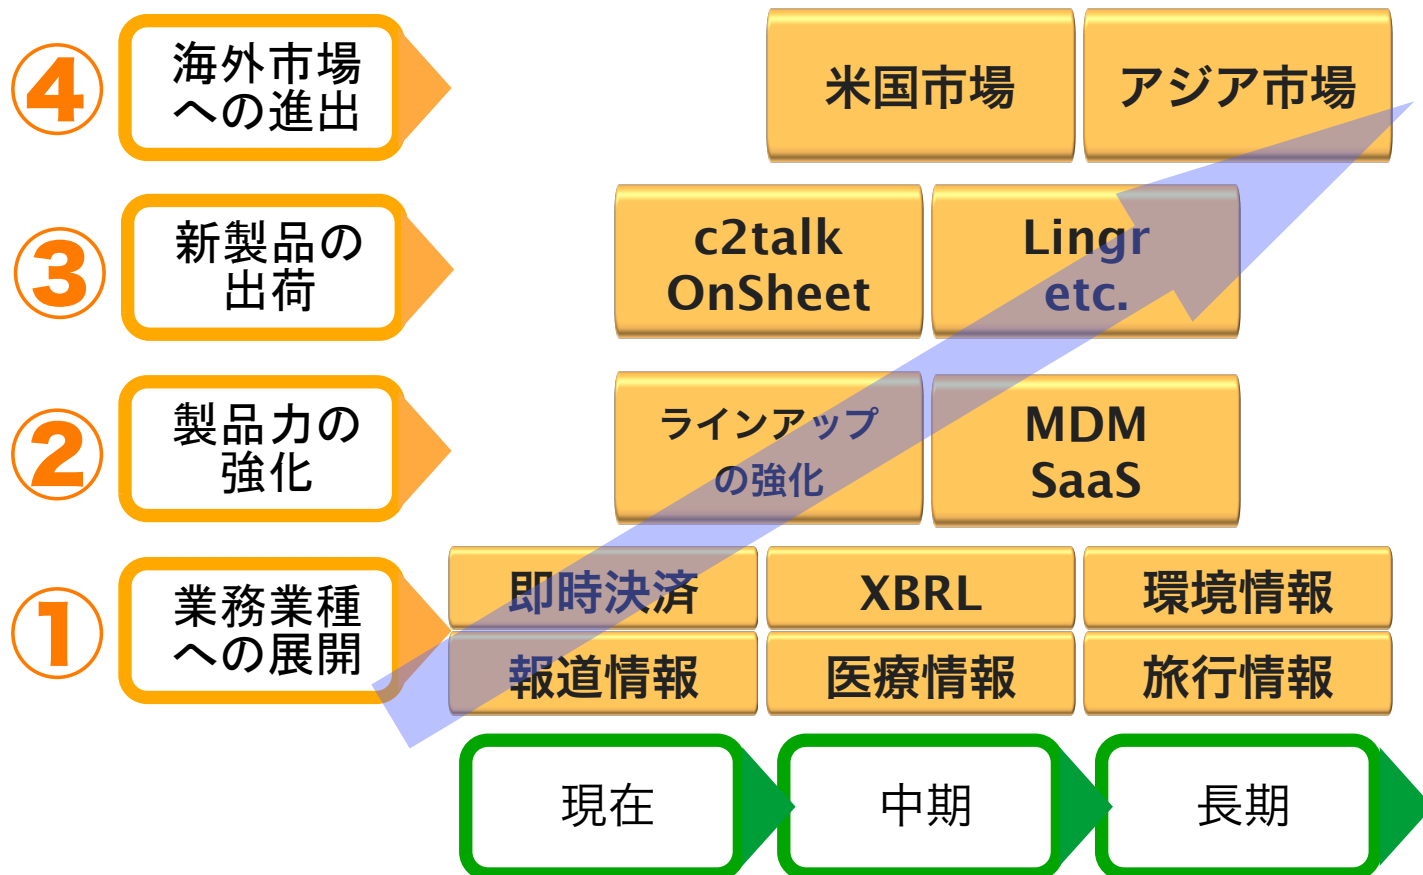 ④
海外市場
への進出
米国市場
アジア市場
③
新製品の
出荷
c2talk
OnSheet
Lingr
etc.
②
製品力の
強化
ラインアップ
の強化
MDM
SaaS
①
業務業種
への展開
即時決済
XBRL
環境情報
報道情報
医療情報
旅行情報
現在
中期
長期